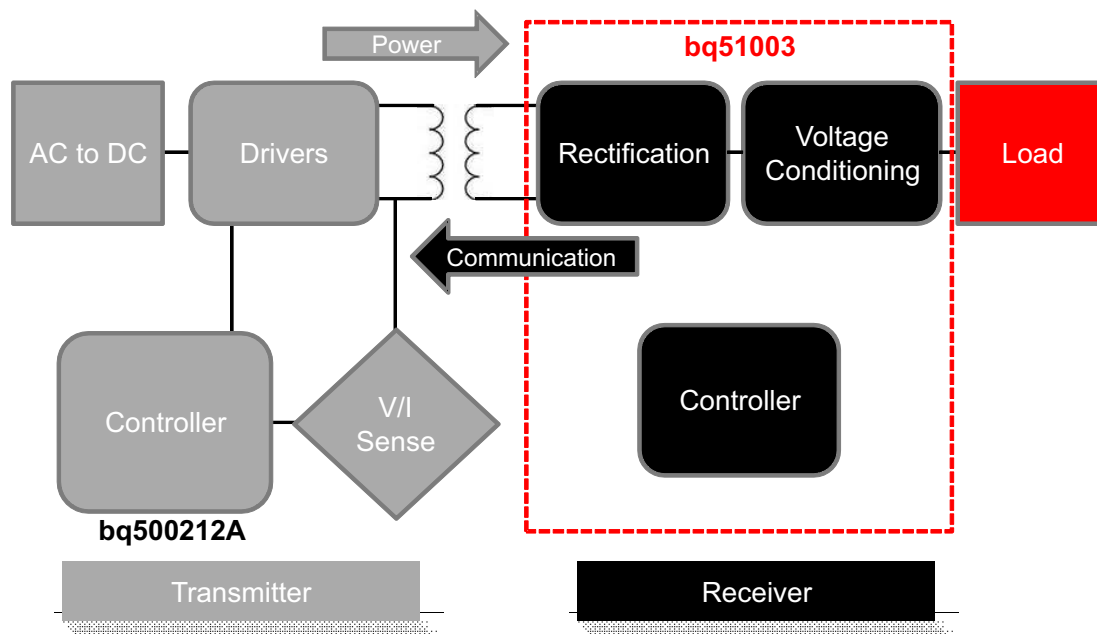 Power
bq51003
AC to DC
Drivers
Rectification
Voltage
Conditioning
Load
Communication
Controller
V/I
Sense
Controller
bq500212A
Transmitter
Receiver